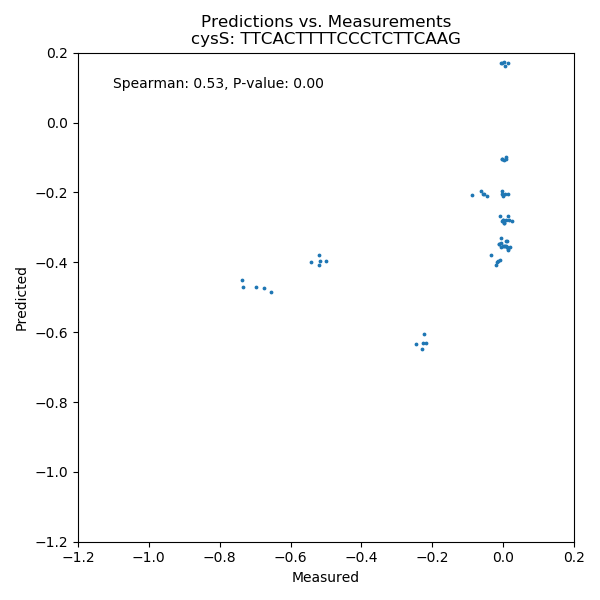 Predictions vs. Measurements
cysS: TTCACTTTTCCCTCTTCAAG
Spearman: 0.53, P-value: 0.00
0.2
0.0
−0.2
−0.4
−0.6
−0.8
−1.0
−1.2
Predicted
−1.2 −1.0 −0.8 −0.6 −0.4 −0.2 0.0 0.2
Measured